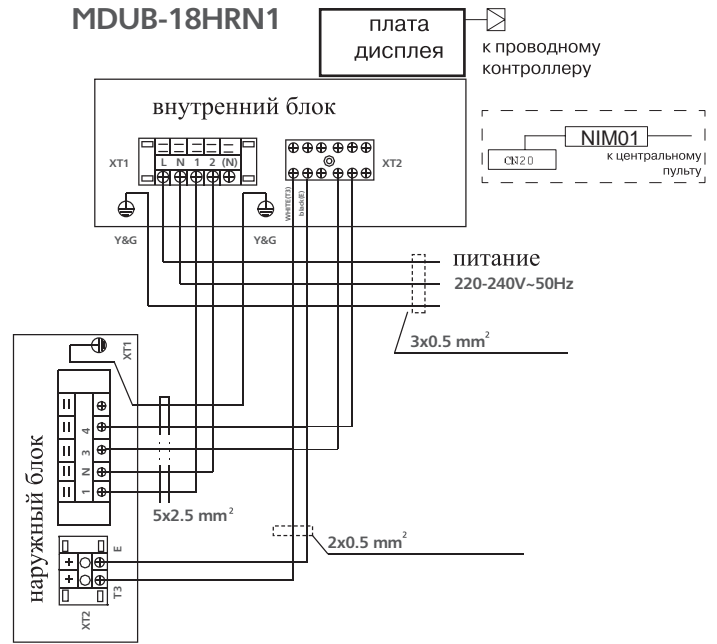 MDUB-18HRN1
плата
дисплея
к проводному
контроллеру
внутренний блок
XT1
L N 1 2 (N)
XT2
WHITE(T3)
black(E)
CN20
NIM01
к центральному
пульту
Y&G
Y&G
питание
220-240V~50Hz
3x0.5 mm²
наружный блок
XT1
4
3
N
1
5x2.5 mm²
2x0.5 mm²
E
T3
XT2